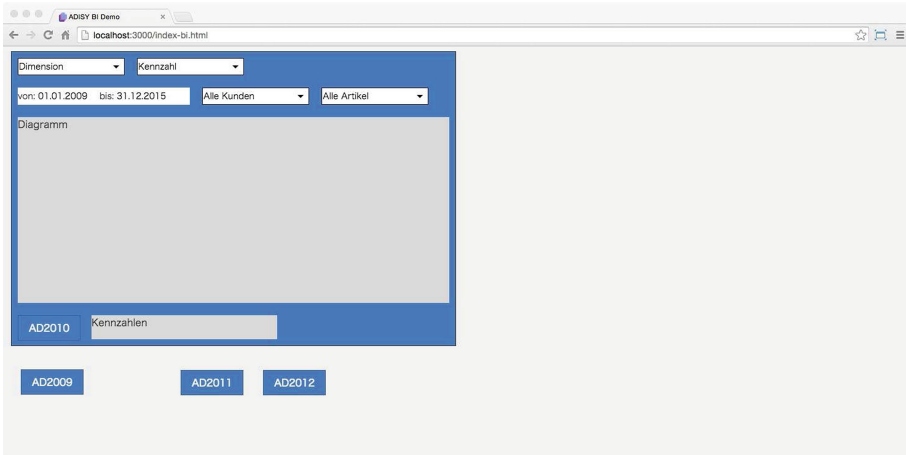 ADISY BI Demo
localhost:3000/index-bi.html
Dimension Kennzahl
von: 01.01.2009 bis: 31.12.2015 Alle Kunden Alle Artikel
Diagramm
AD2010 Kennzahlen
AD2009 AD2011 AD2012